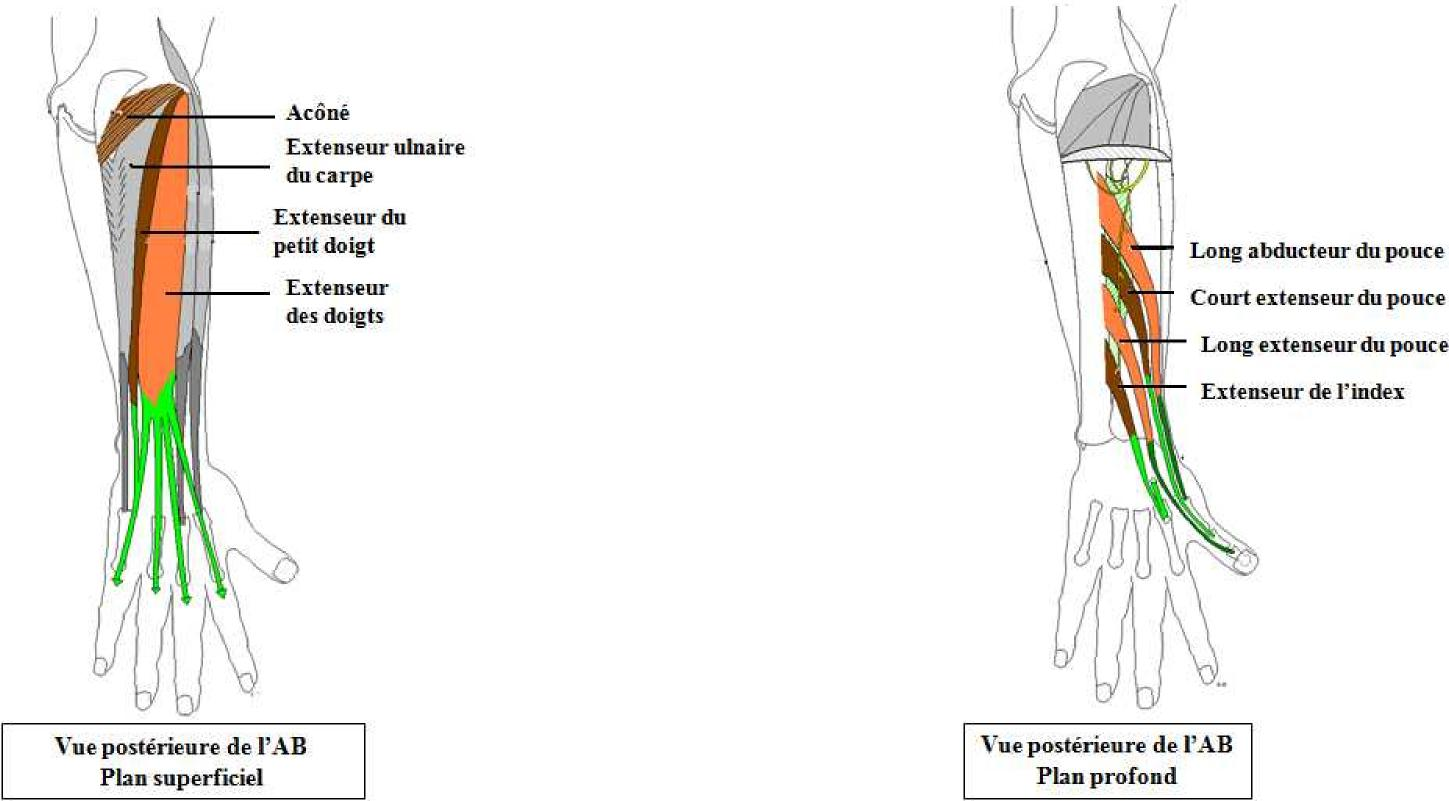 Acôné
Extenseur ulnaire
du carpe
Extenseur du
petit doigt
Extenseur
des doigts
Vue postérieure de l’AB
Plan superficiel
Long abducteur du pouce
Court extenseur du pouce
Long extenseur du pouce
Extenseur de l’index
Vue postérieure de l’AB
Plan profond